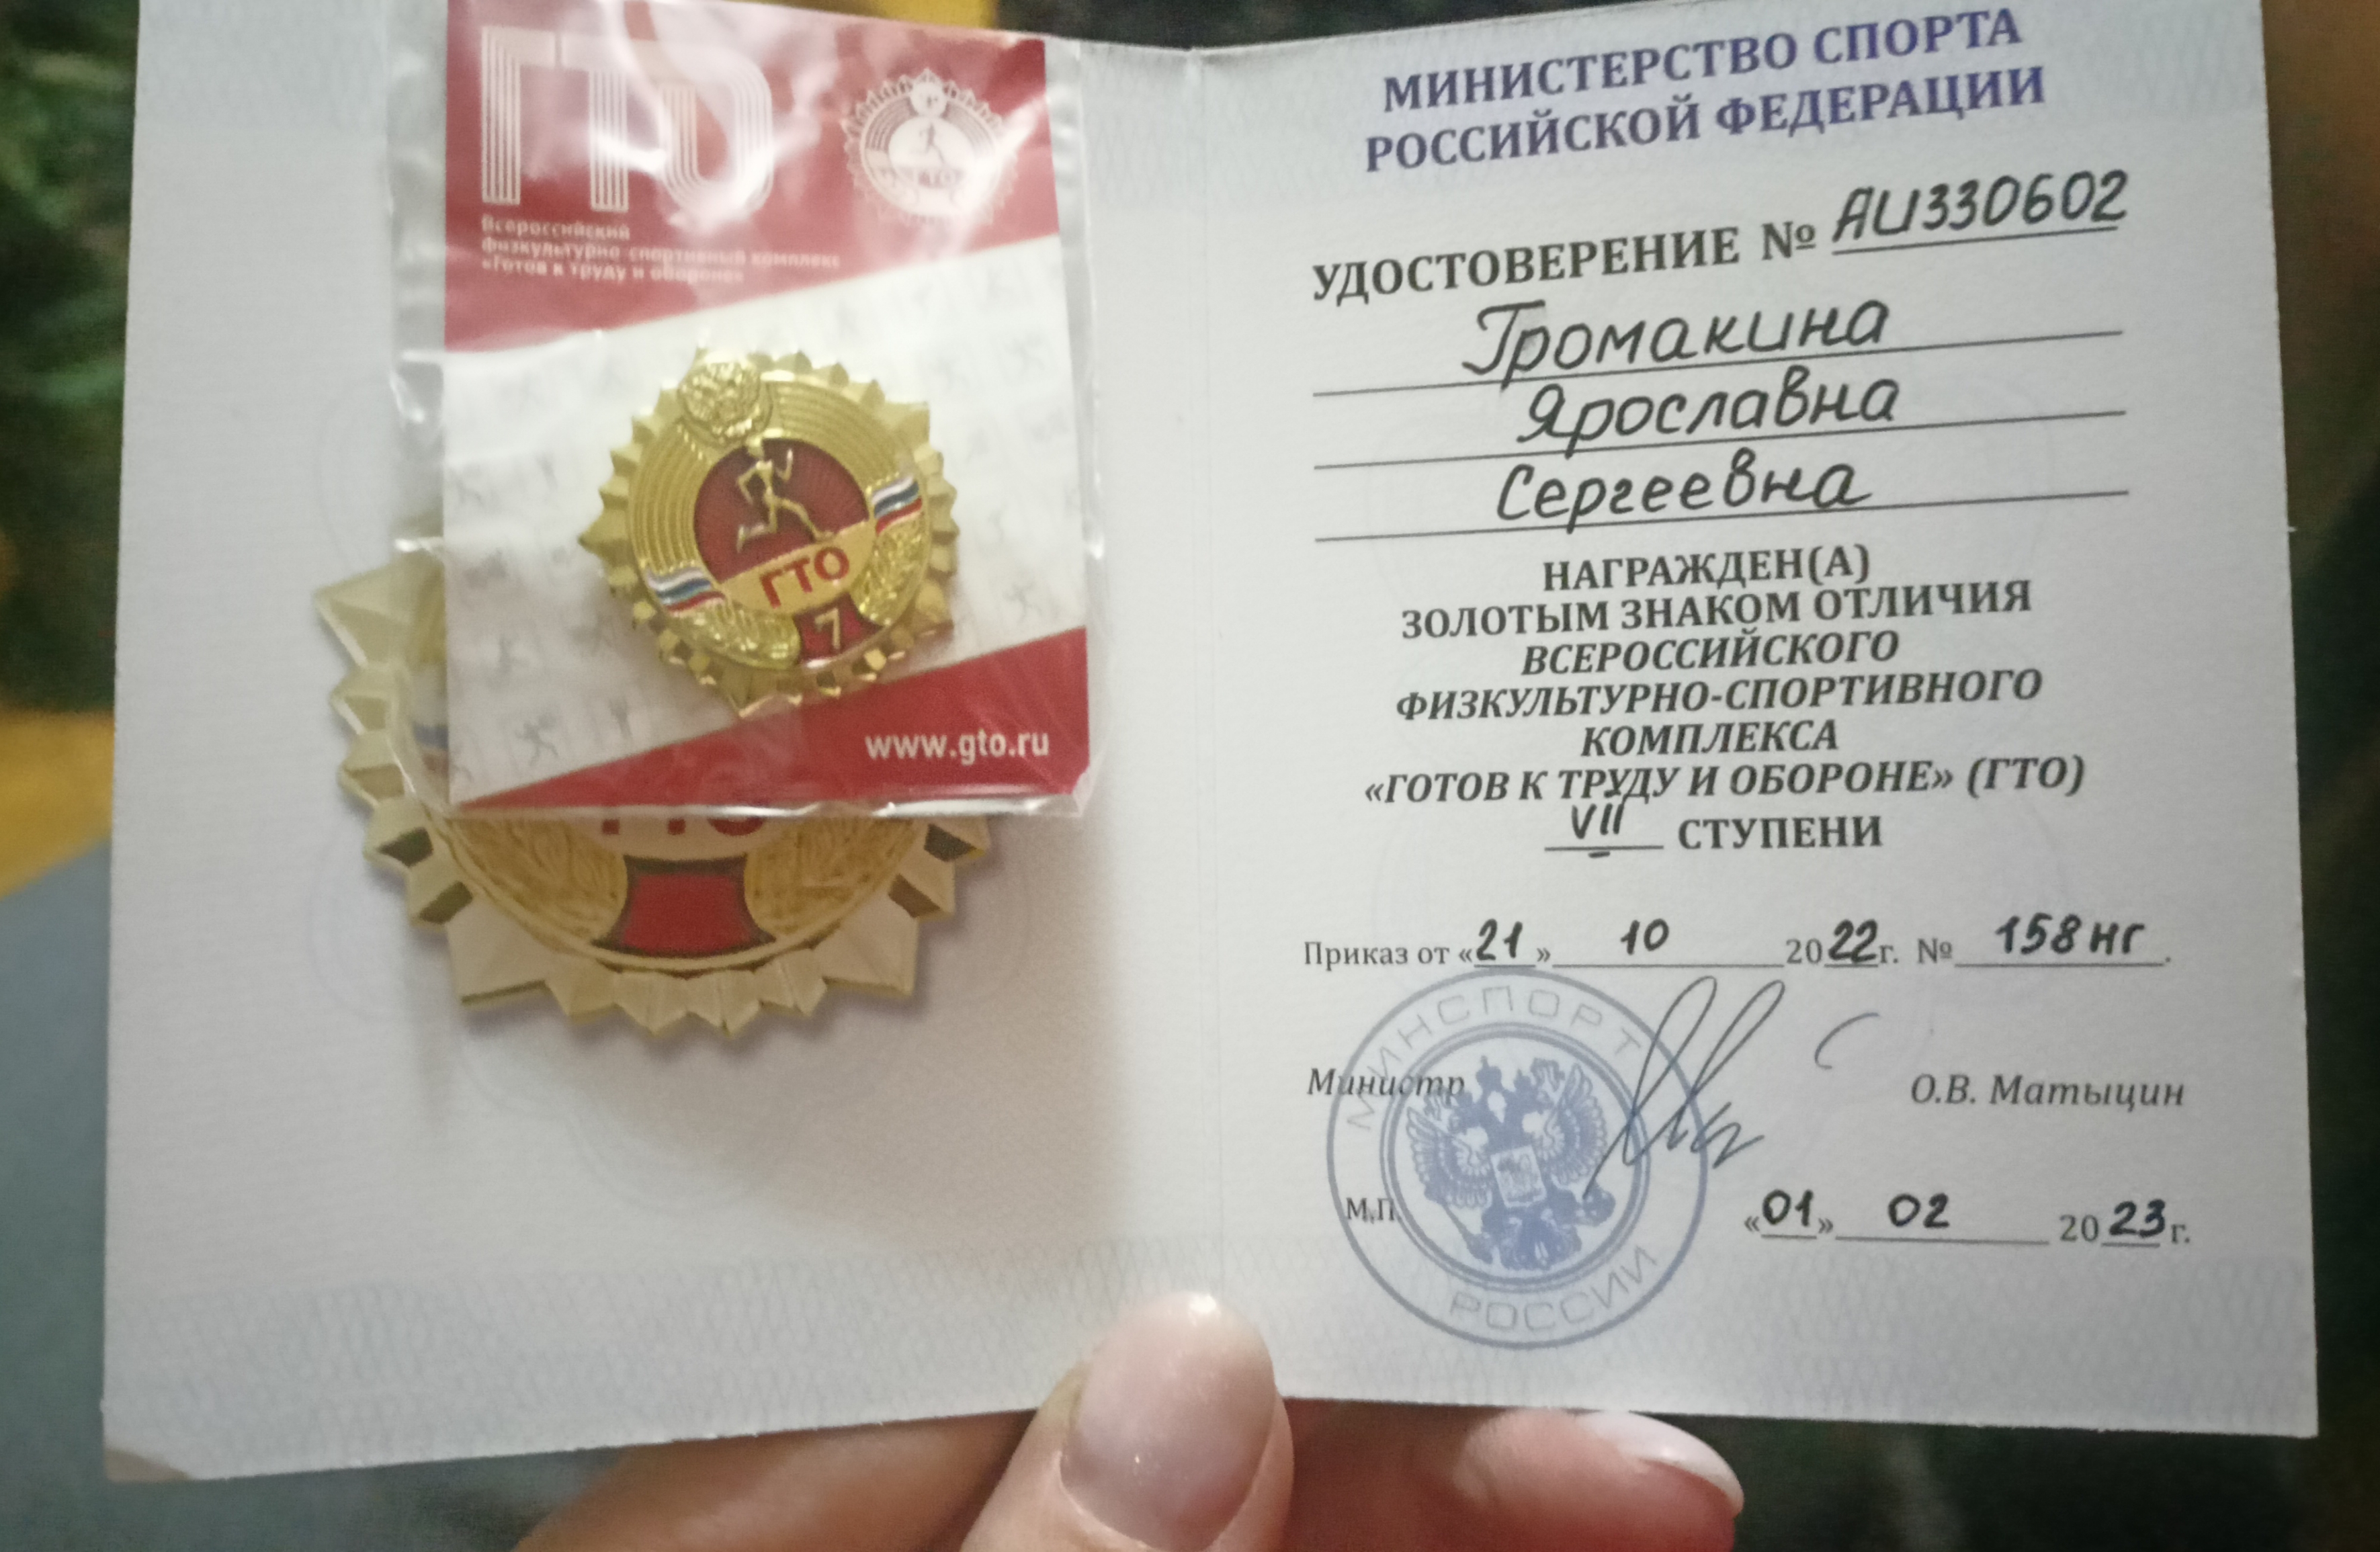 ГТО
Всероссийский
физкультурно-спортивный комплекс
«Готов к труду и обороне»
ГТО
ГТО
7
www.gto.ru
МИНИСТЕРСТВО СПОРТА
РОССИЙСКОЙ ФЕДЕРАЦИИ
УДОСТОВЕРЕНИЕ № АU330602
Громакина
Ярославна
Сергеевна
НАГРАЖДЕН(А)
ЗОЛОТЫМ ЗНАКОМ ОТЛИЧИЯ
ВСЕРОССИЙСКОГО
ФИЗКУЛЬТУРНО-СПОРТИВНОГО
КОМПЛЕКСА
«ГОТОВ К ТРУДУ И ОБОРОНЕ» (ГТО)
VII СТУПЕНИ
Приказ от «21» 10 2022г. № 158нг.
МИНСПОРТ
Министр О.В. Матыцин
М.П. «01» 02 2023г.
РОССИИ